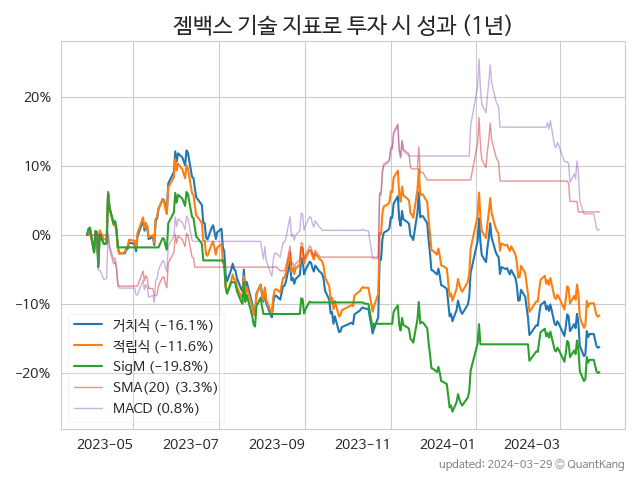 젬백스 기술 지표로 투자 시 성과 (1년)
20%
10%
0%
−10%
−20%
거치식 (−16.1%)
적립식 (−11.6%)
SigM (−19.8%)
SMA(20) (3.3%)
MACD (0.8%)
2023−05
2023−07
2023−09
2023−11
2024−01
2024−03
updated: 2024−03−29 © QuantKang